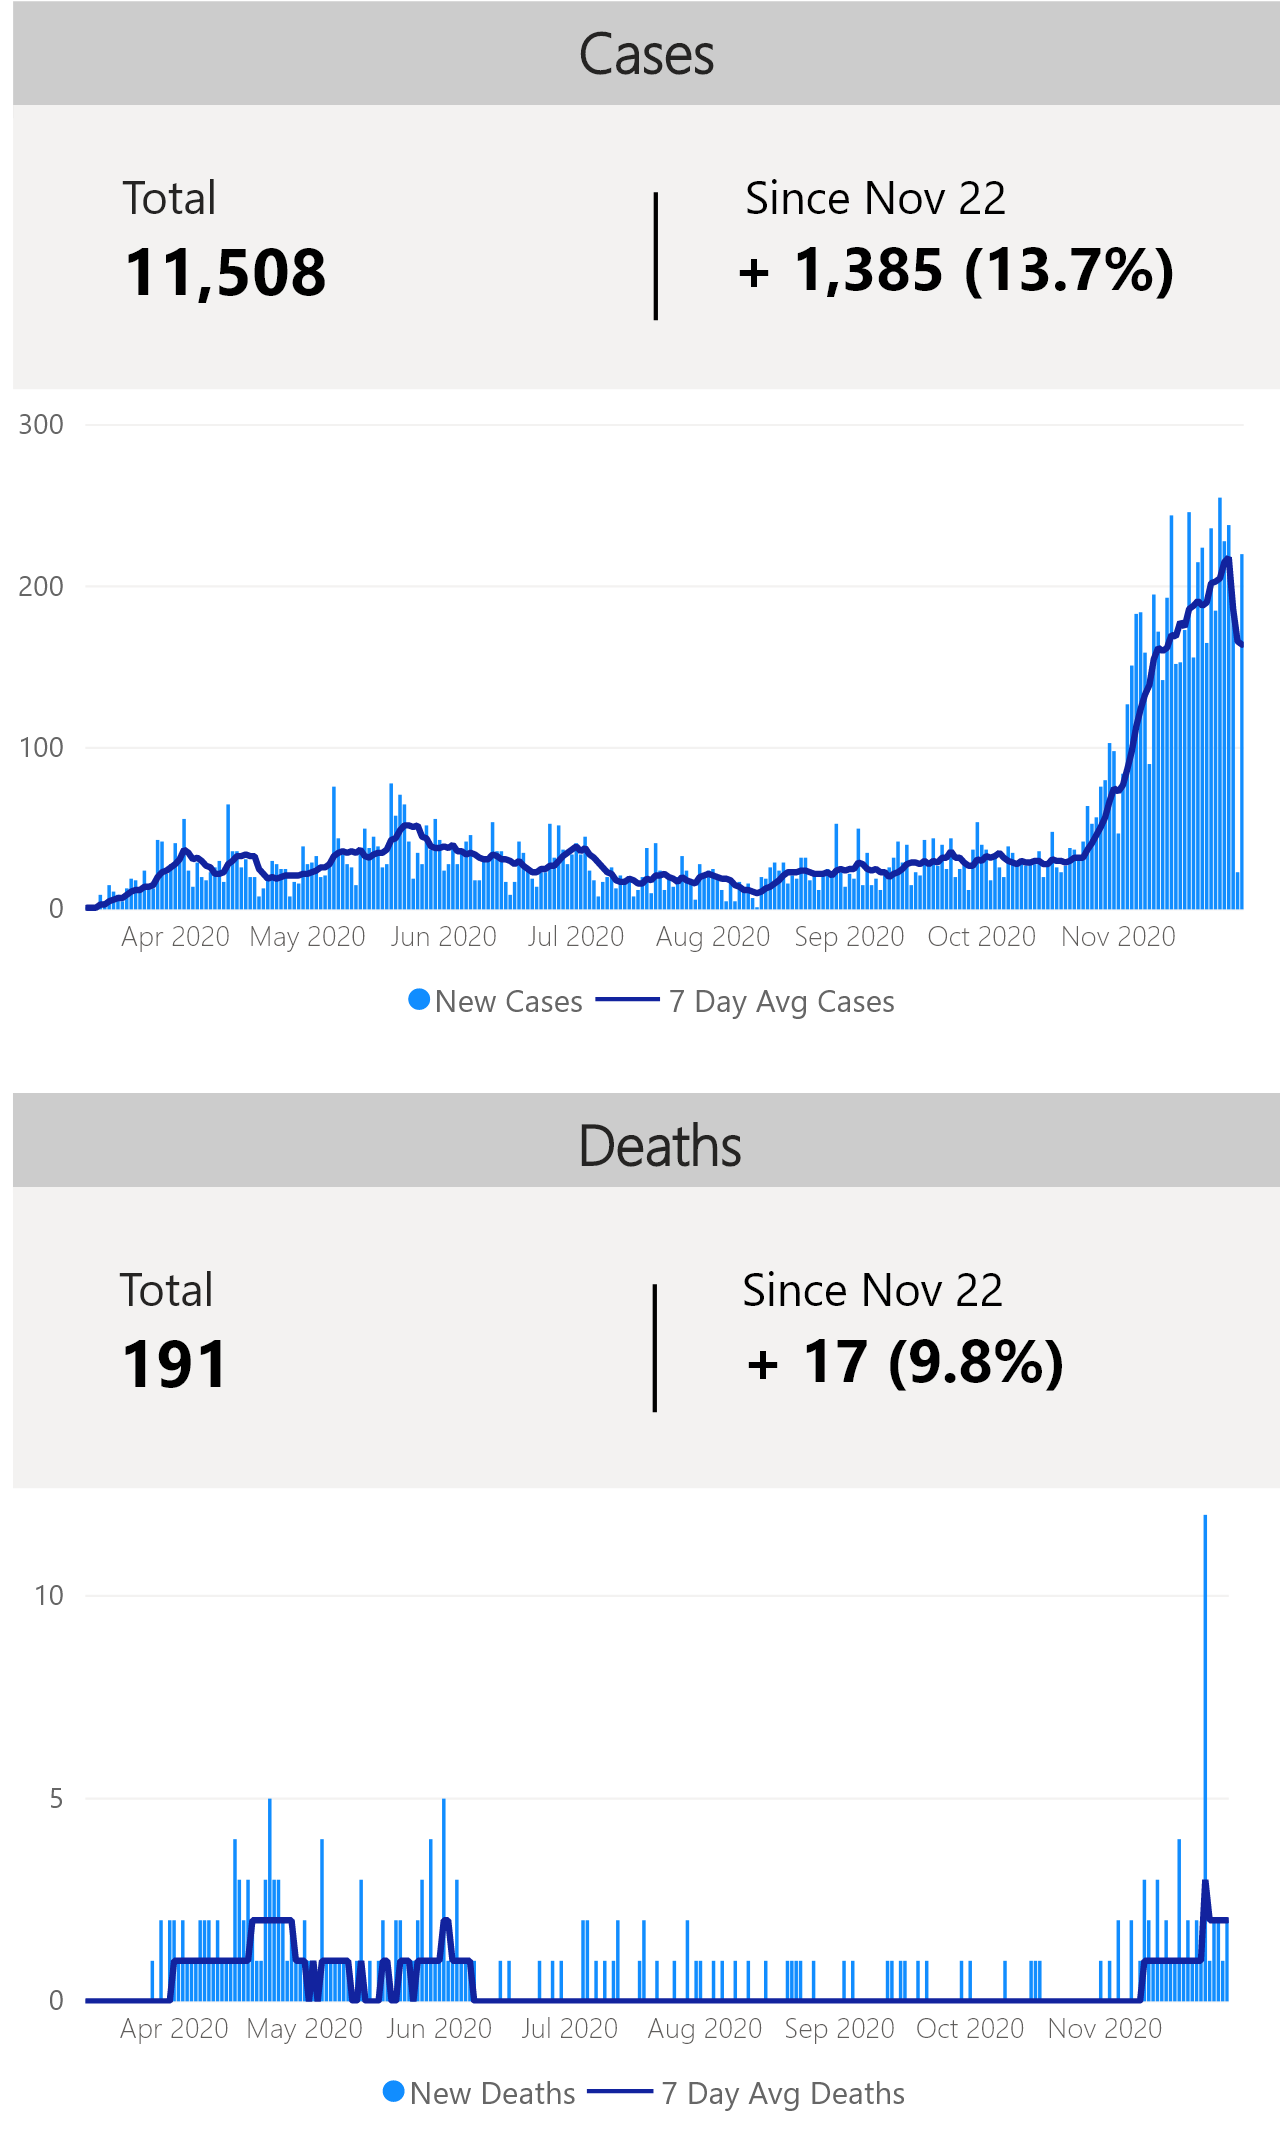 Cases
Total
Since Nov 22
11,508
+ 1,385 (13.7%)
300
200
100
0
Apr 2020 May 2020 Jun 2020 Jul 2020 Aug 2020 Sep 2020 Oct 2020 Nov 2020
New Cases 7 Day Avg Cases
Deaths
Total
Since Nov 22
191
+ 17 (9.8%)
10
5
0
Apr 2020 May 2020 Jun 2020 Jul 2020 Aug 2020 Sep 2020 Oct 2020 Nov 2020
New Deaths 7 Day Avg Deaths